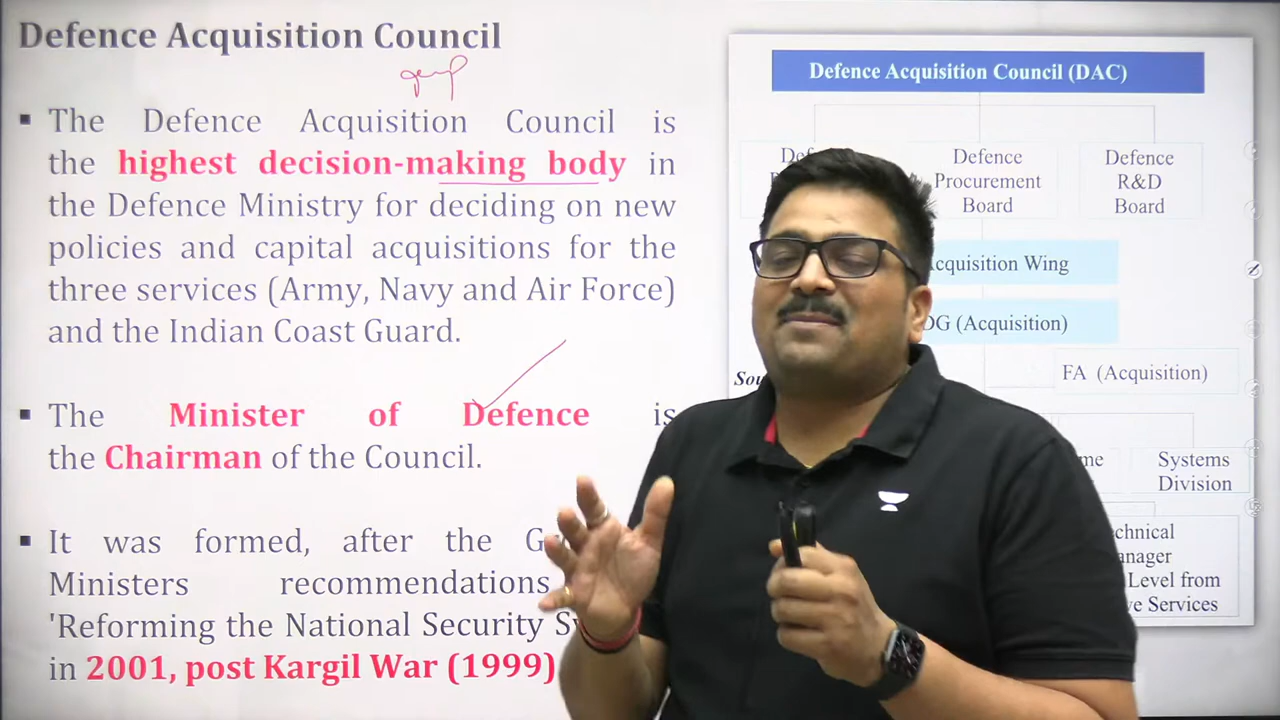 Defence Acquisition Council
▪ The Defence Acquisition Council is
the highest decision-making body in
the Defence Ministry for deciding on new
policies and capital acquisitions for the
three services (Army, Navy and Air Force)
and the Indian Coast Guard.
▪ The Minister of Defence is
the Chairman of the Council.
▪ It was formed, after the
Ministers recommendations
'Reforming the National Security
in 2001, post Kargil War (1999)
Defence Acquisition Council (DAC)
Defence
Procurement
Board
Defence
R&D
Board
Acquisition Wing
DG (Acquisition)
FA (Acquisition)
Systems
Division
Level from
Services